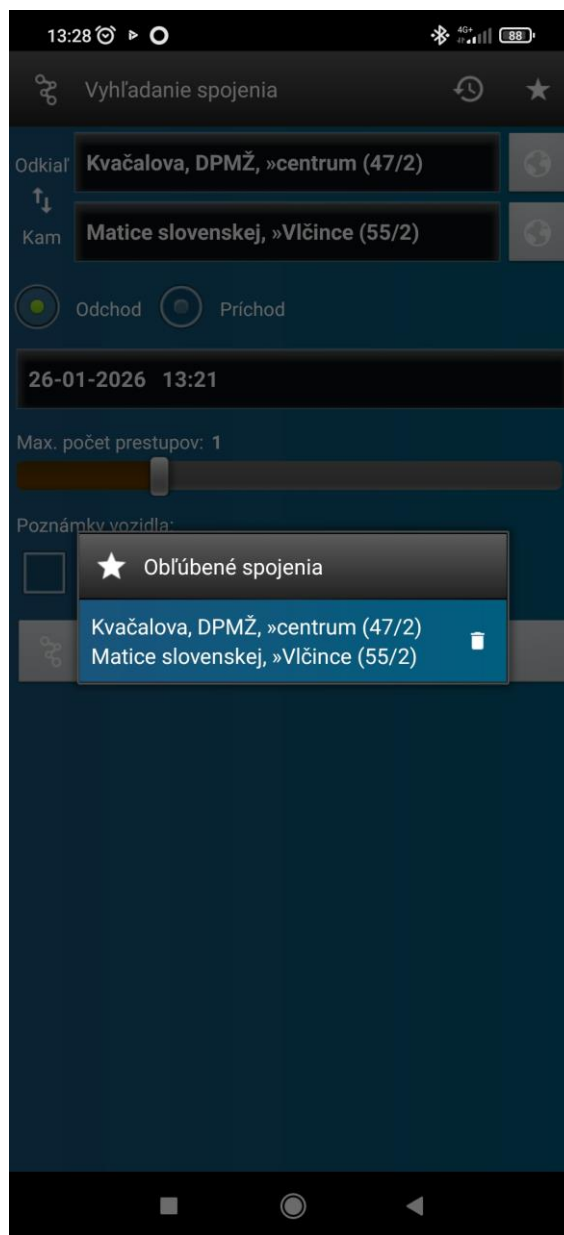 13:28
4G+
88
Vyhľadanie spojenia
Odkiaľ
Kvačalova, DPMŽ, »centrum (47/2)
Kam
Matice slovenskej, »Vlčince (55/2)
Odchod
Príchod
26-01-2026 13:21
Max. počet prestupov: 1
Poznámky vozidla:
Obľúbené spojenia
Kvačalova, DPMŽ, »centrum (47/2)
Matice slovenskej, »Vlčince (55/2)